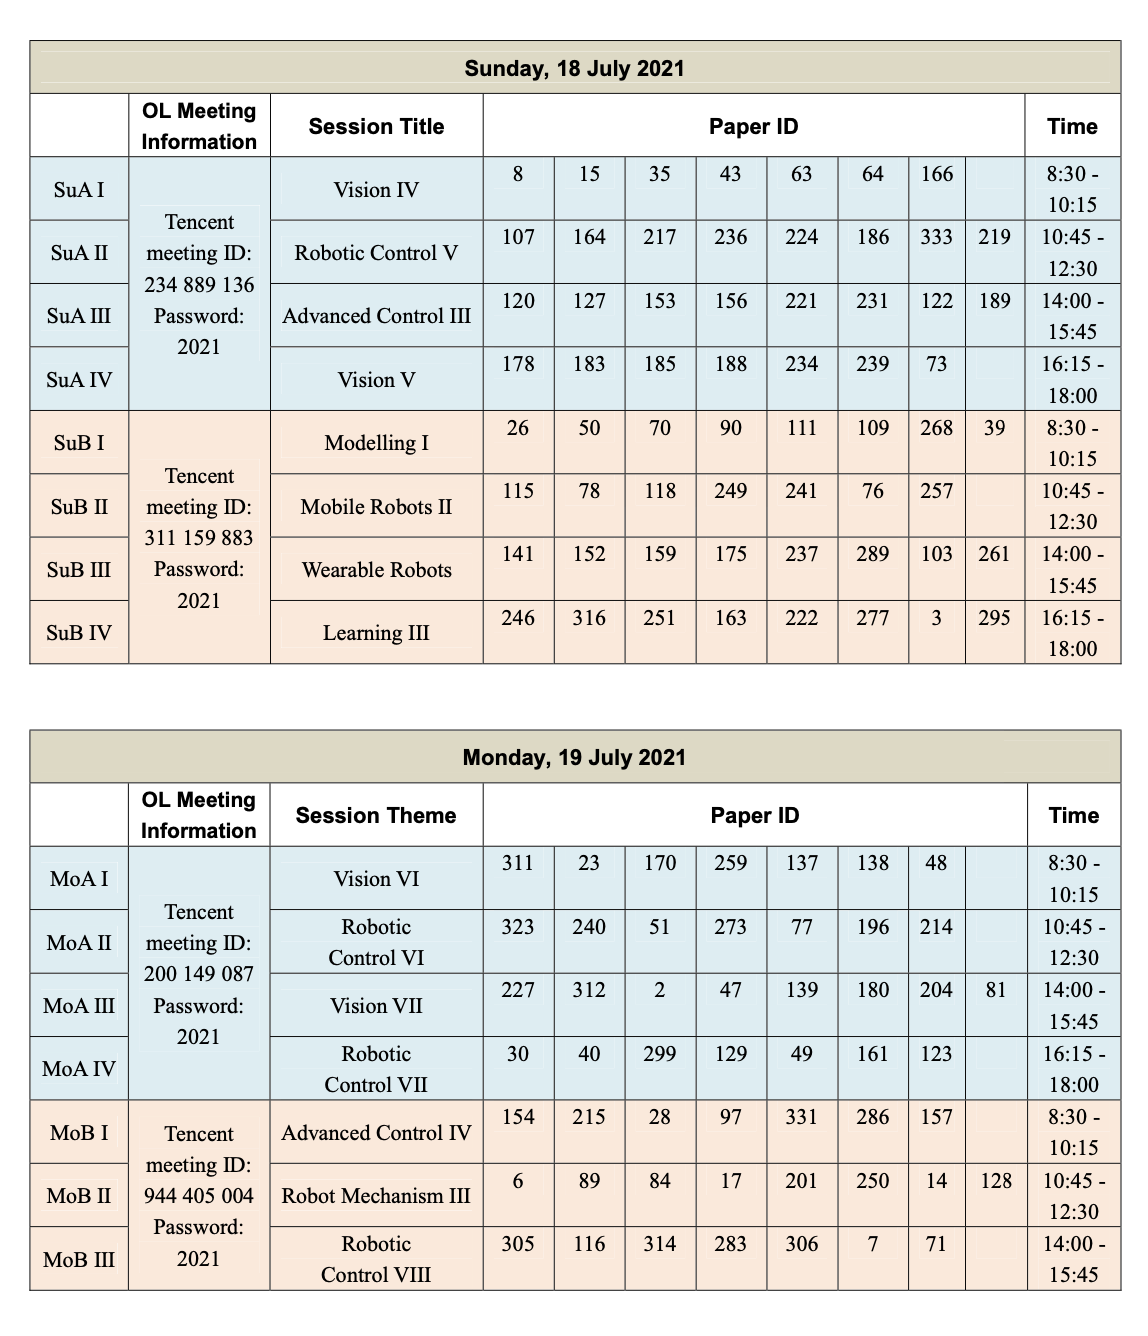 Sunday, 18 July 2021
OL Meeting Information Session Title Paper ID Time
SuA I Tencent meeting ID: 234 889 136 Password: 2021 Vision IV 8 15 35 43 63 64 166 8:30 - 10:15
SuA II Robotic Control V 107 164 217 236 224 186 333 219 10:45 - 12:30
SuA III Advanced Control III 120 127 153 156 221 231 122 189 14:00 - 15:45
SuA IV Vision V 178 183 185 188 234 239 73 16:15 - 18:00
SuB I Tencent meeting ID: 311 159 883 Password: 2021 Modelling I 26 50 70 90 111 109 268 39 8:30 - 10:15
SuB II Mobile Robots II 115 78 118 249 241 76 257 10:45 - 12:30
SuB III Wearable Robots 141 152 159 175 237 289 103 261 14:00 - 15:45
SuB IV Learning III 246 316 251 163 222 277 3 295 16:15 - 18:00
Monday, 19 July 2021
OL Meeting Information Session Theme Paper ID Time
MoA I Tencent meeting ID: 200 149 087 Password: 2021 Vision VI 311 23 170 259 137 138 48 8:30 - 10:15
MoA II Robotic Control VI 323 240 51 273 77 196 214 10:45 - 12:30
MoA III Vision VII 227 312 2 47 139 180 204 81 14:00 - 15:45
MoA IV Robotic Control VII 30 40 299 129 49 161 123 16:15 - 18:00
MoB I Tencent meeting ID: 944 405 004 Password: 2021 Advanced Control IV 154 215 28 97 331 286 157 8:30 - 10:15
MoB II Robot Mechanism III 6 89 84 17 201 250 14 128 10:45 - 12:30
MoB III Robotic Control VIII 305 116 314 283 306 7 71 14:00 - 15:45